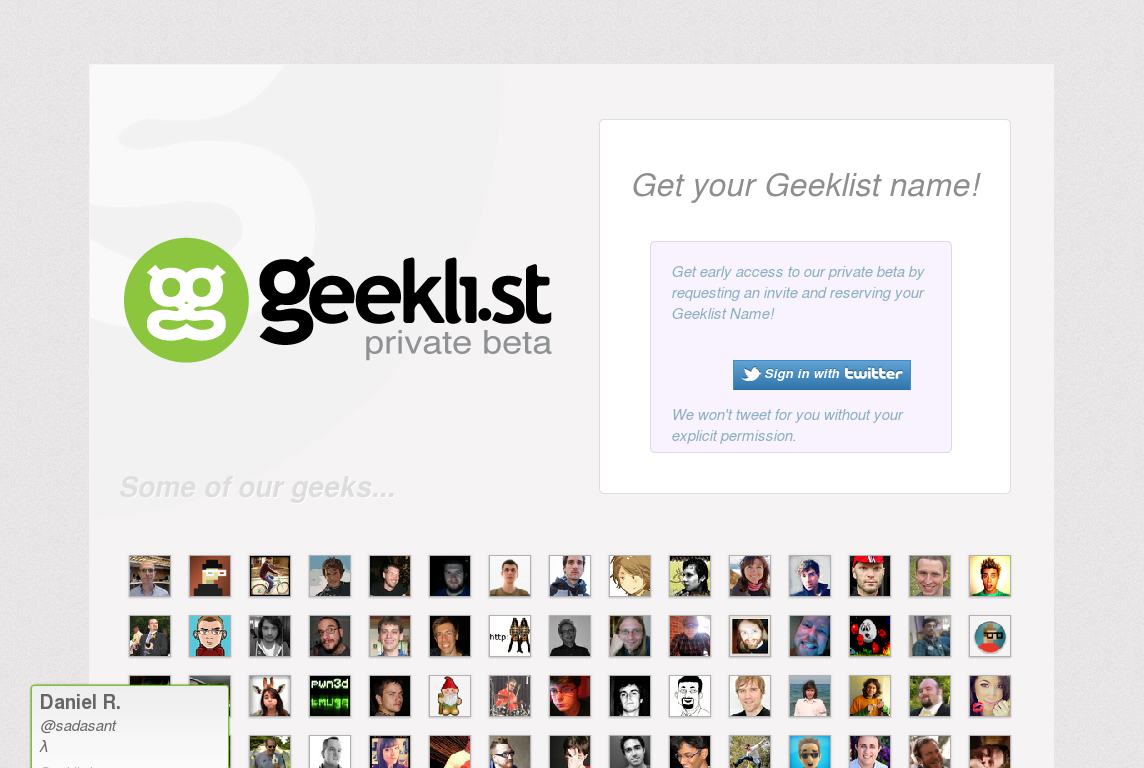 Get your Geeklist name!
Get early access to our private beta by
requesting an invite and reserving your
Geeklist Name!
geekli.st
private beta
Sign in with twitter
We won't tweet for you without your
explicit permission.
Some of our geeks...
http
pwn3d
Daniel R.
@sadasant
λ